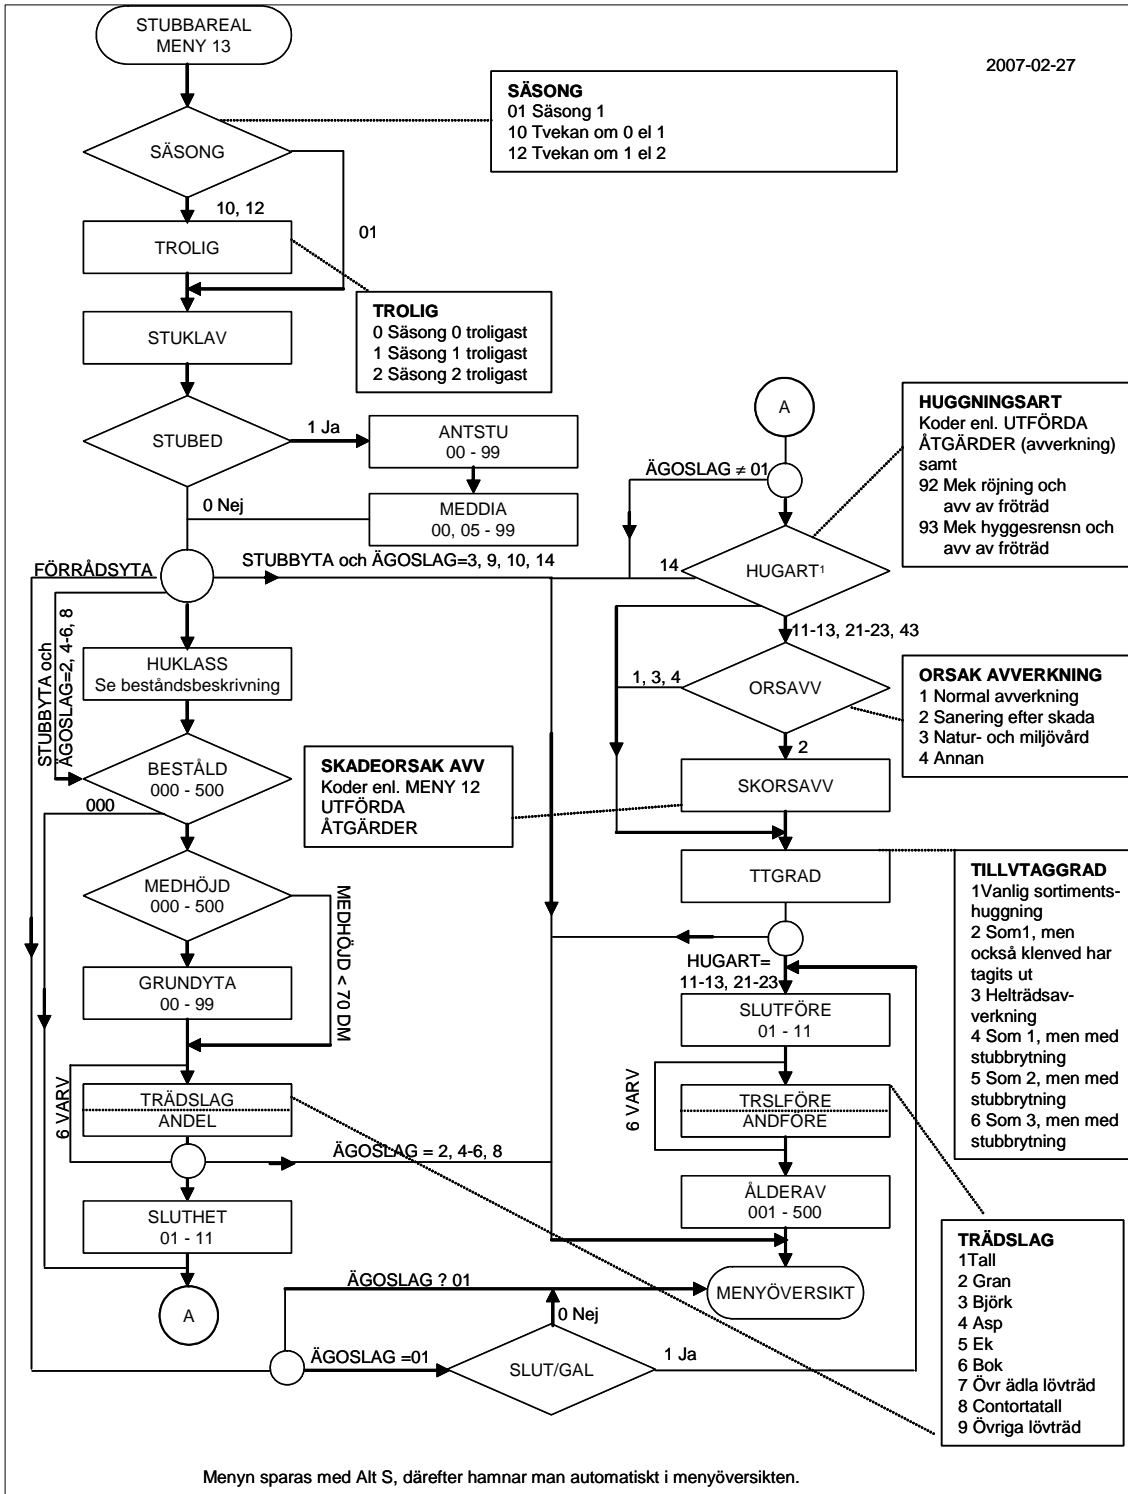 STUBBAREAL
MENY 13
2007-02-27
SÄSONG
01 Säsong 1
10 Tvekan om 0 el 1
12 Tvekan om 1 el 2
SÄSONG
10, 12
01
TROLIG
TROLIG
0 Säsong 0 troligast
1 Säsong 1 troligast
2 Säsong 2 troligast
STUKLAV
STUBED
1 Ja
ANTSTU
00 - 99
0 Nej
MEDDIA
00, 05 - 99
FÖRRÅDSYTA
STUBBYTA och ÄGOSLAG=3, 9, 10, 14
STUBBYTA och
ÄGOSLAG=2, 4-6, 8
HUKLASS
Se beståndsbeskrivning
BESTÅLD
000 - 500
000
SKADEORSAK AVV
Koder enl. MENY 12
UTFÖRDA
ÅTGÄRDER
MEDHÖJD
000 - 500
MEDHÖJD < 70 DM
GRUNDYTA
00 - 99
6 VARV
TRÄDSLAG
ANDEL
ÄGOSLAG = 2, 4-6, 8
SLUTHET
01 - 11
A
A
ÄGOSLAG ≠ 01
HUGGNINGSART
Koder enl. UTFÖRDA
ÅTGÄRDER (avverkning)
samt
92 Mek röjning och
avv av fröträd
93 Mek hyggesrensn och
avv av fröträd
14
HUGART¹
11-13, 21-23, 43
1, 3, 4
ORSAVV
ORSAK AVVERKNING
1 Normal avverkning
2 Sanering efter skada
3 Natur- och miljövård
4 Annan
2
SKORSAVV
TTGRAD
TILLVTAGGRAD
1Vanlig sortiments-
huggning
2 Som1, men
också klenved har
tagits ut
3 Helträdsav-
verkning
4 Som 1, men med
stubbrytning
5 Som 2, men med
stubbrytning
6 Som 3, men med
stubbrytning
HUGART=
11-13, 21-23
SLUTFÖRE
01 - 11
6 VARV
TRSLFÖRE
ANDFÖRE
ÅLDERAV
001 - 500
TRÄDSLAG
1Tall
2 Gran
3 Björk
4 Asp
5 Ek
6 Bok
7 Övr ädla lövträd
8 Contortatall
9 Övriga lövträd
ÄGOSLAG ? 01
MENYÖVERSIKT
0 Nej
ÄGOSLAG =01
SLUT/GAL
1 Ja
Menyn sparas med Alt S, därefter hamnar man automatiskt i menyöversikten.